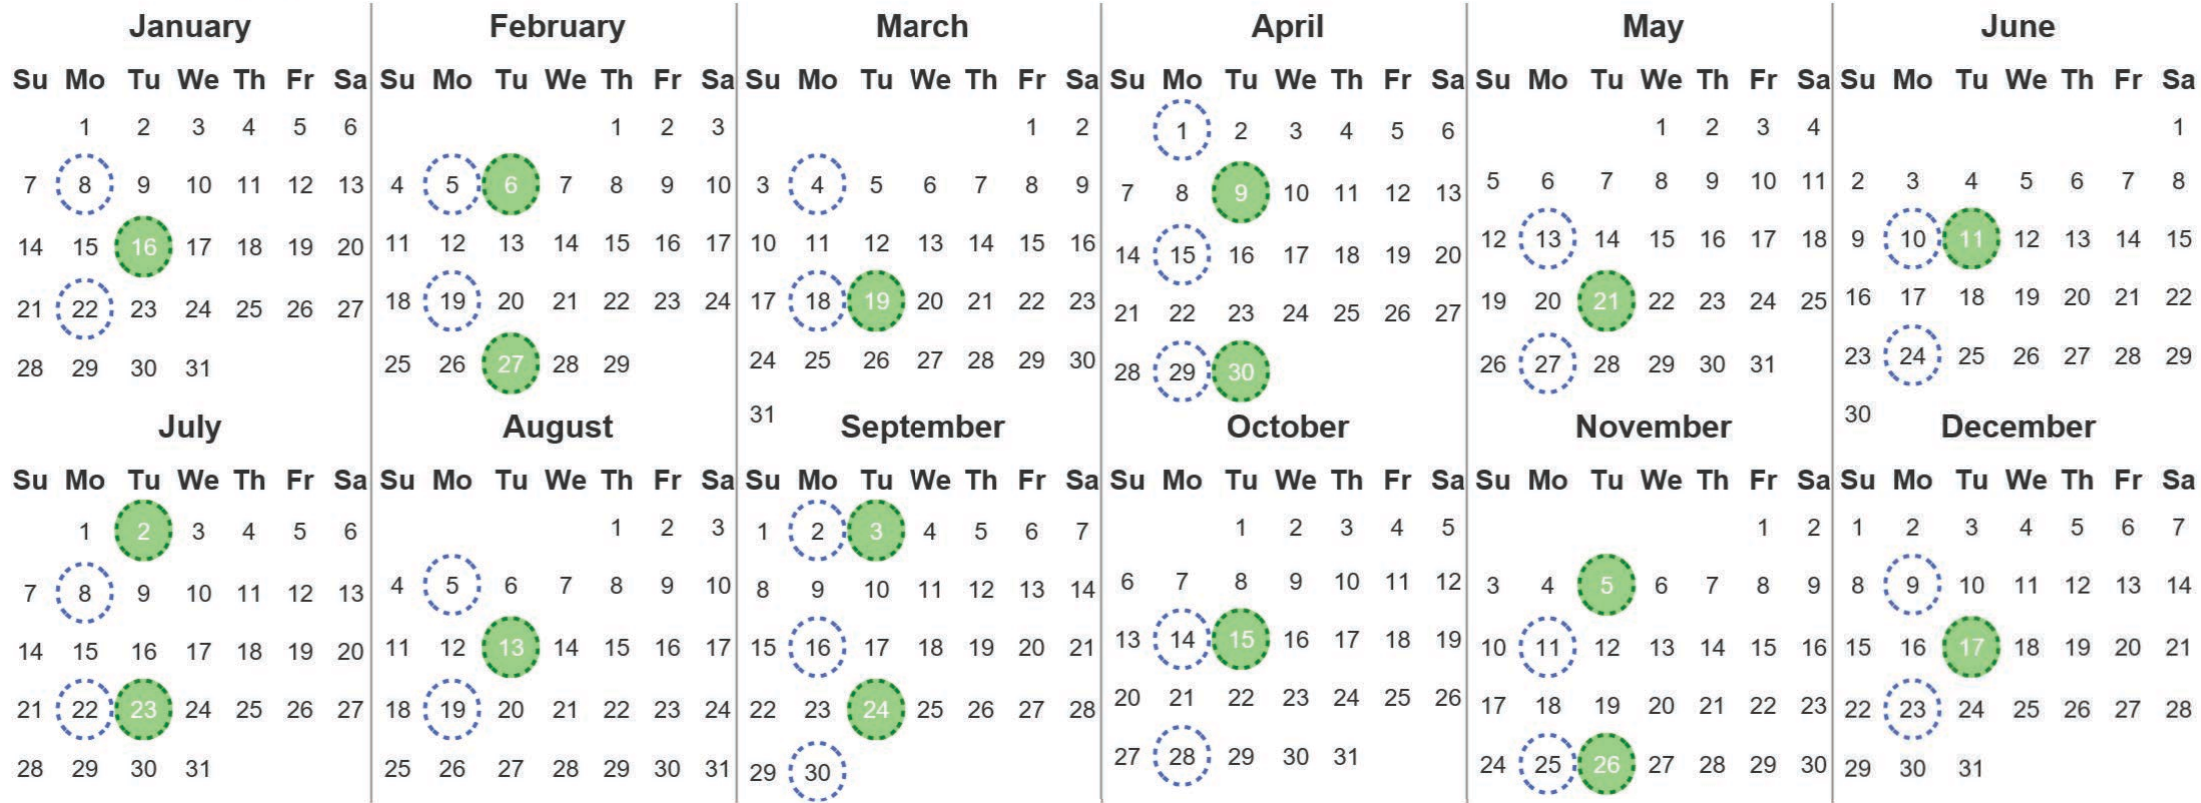 January February March April May June
Su Mo Tu We Th Fr Sa Su Mo Tu We Th Fr Sa Su Mo Tu We Th Fr Sa Su Mo Tu We Th Fr Sa Su Mo Tu We Th Fr Sa Su Mo Tu We Th Fr Sa
1 2 3 4 5 6 1 2 3 1 2 1 2 3 4 5 6 1 2 3 4 1
7 8 9 10 11 12 13 4 5 6 7 8 9 10 3 4 5 6 7 8 9 7 8 9 10 11 12 13 5 6 7 8 9 10 11 2 3 4 5 6 7 8
14 15 16 17 18 19 20 11 12 13 14 15 16 17 10 11 12 13 14 15 16 14 15 16 17 18 19 20 12 13 14 15 16 17 18 9 10 11 12 13 14 15
21 22 23 24 25 26 27 18 19 20 21 22 23 24 17 18 19 20 21 22 23 21 22 23 24 25 26 27 19 20 21 22 23 24 25 16 17 18 19 20 21 22
28 29 30 31 25 26 27 28 29 24 25 26 27 28 29 30 28 29 30 26 27 28 29 30 31 23 24 25 26 27 28 29
31 30
July August September October November December
Su Mo Tu We Th Fr Sa Su Mo Tu We Th Fr Sa Su Mo Tu We Th Fr Sa Su Mo Tu We Th Fr Sa Su Mo Tu We Th Fr Sa Su Mo Tu We Th Fr Sa
1 2 3 4 5 6 1 2 3 1 2 3 4 5 6 7 1 2 3 4 5 1 2 1 2 3 4 5 6 7
7 8 9 10 11 12 13 4 5 6 7 8 9 10 8 9 10 11 12 13 14 6 7 8 9 10 11 12 3 4 5 6 7 8 9 8 9 10 11 12 13 14
14 15 16 17 18 19 20 11 12 13 14 15 16 17 15 16 17 18 19 20 21 13 14 15 16 17 18 19 10 11 12 13 14 15 16 15 16 17 18 19 20 21
21 22 23 24 25 26 27 18 19 20 21 22 23 24 22 23 24 25 26 27 28 20 21 22 23 24 25 26 17 18 19 20 21 22 23 22 23 24 25 26 27 28
28 29 30 31 25 26 27 28 29 30 31 29 30 27 28 29 30 31 24 25 26 27 28 29 30 29 30 31